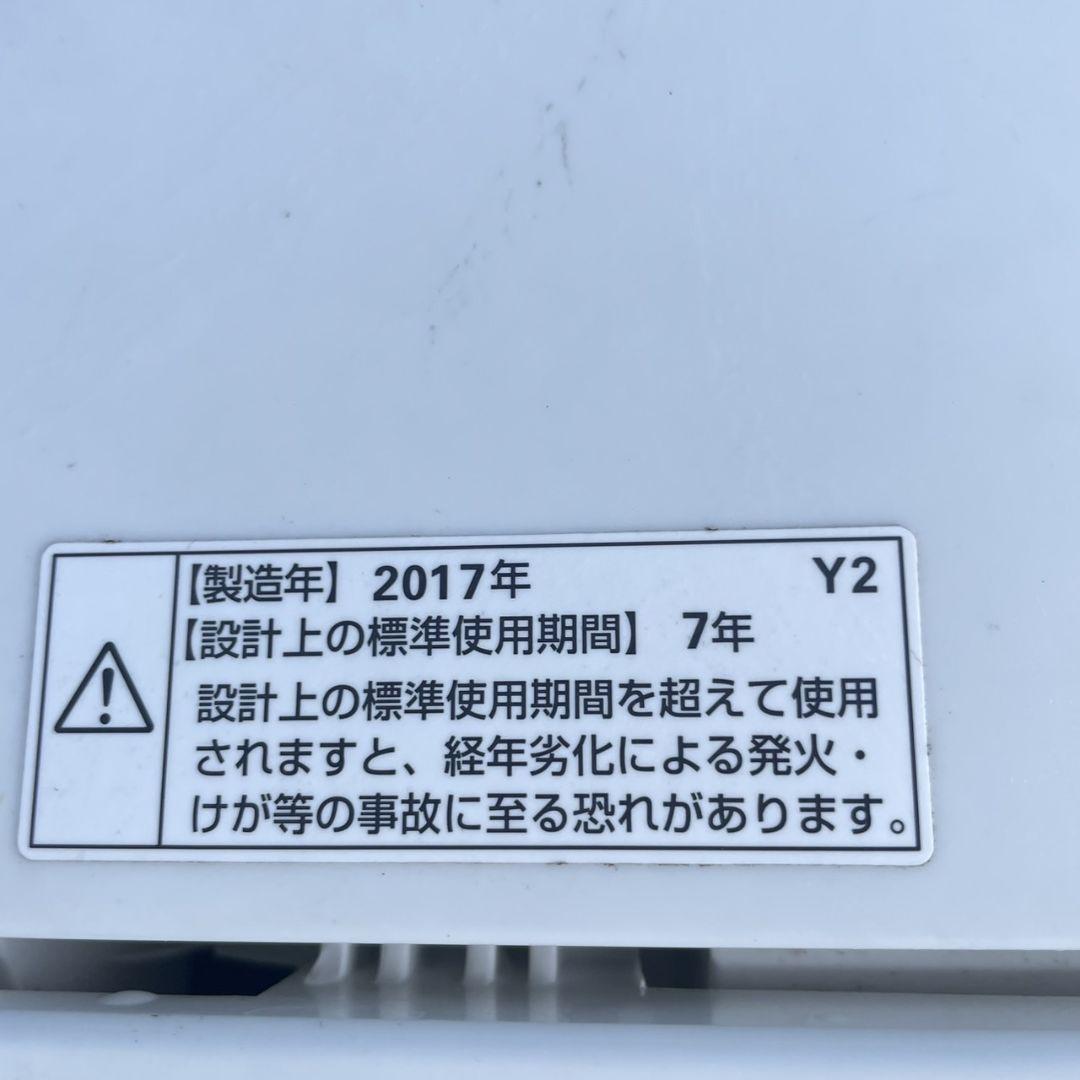 【製造年】 2017年 Y2
【設計上の標準使用期間】 7年
設計上の標準使用期間を超えて使用
されますと、経年劣化による発火・
けが等の事故に至る恐れがあります。